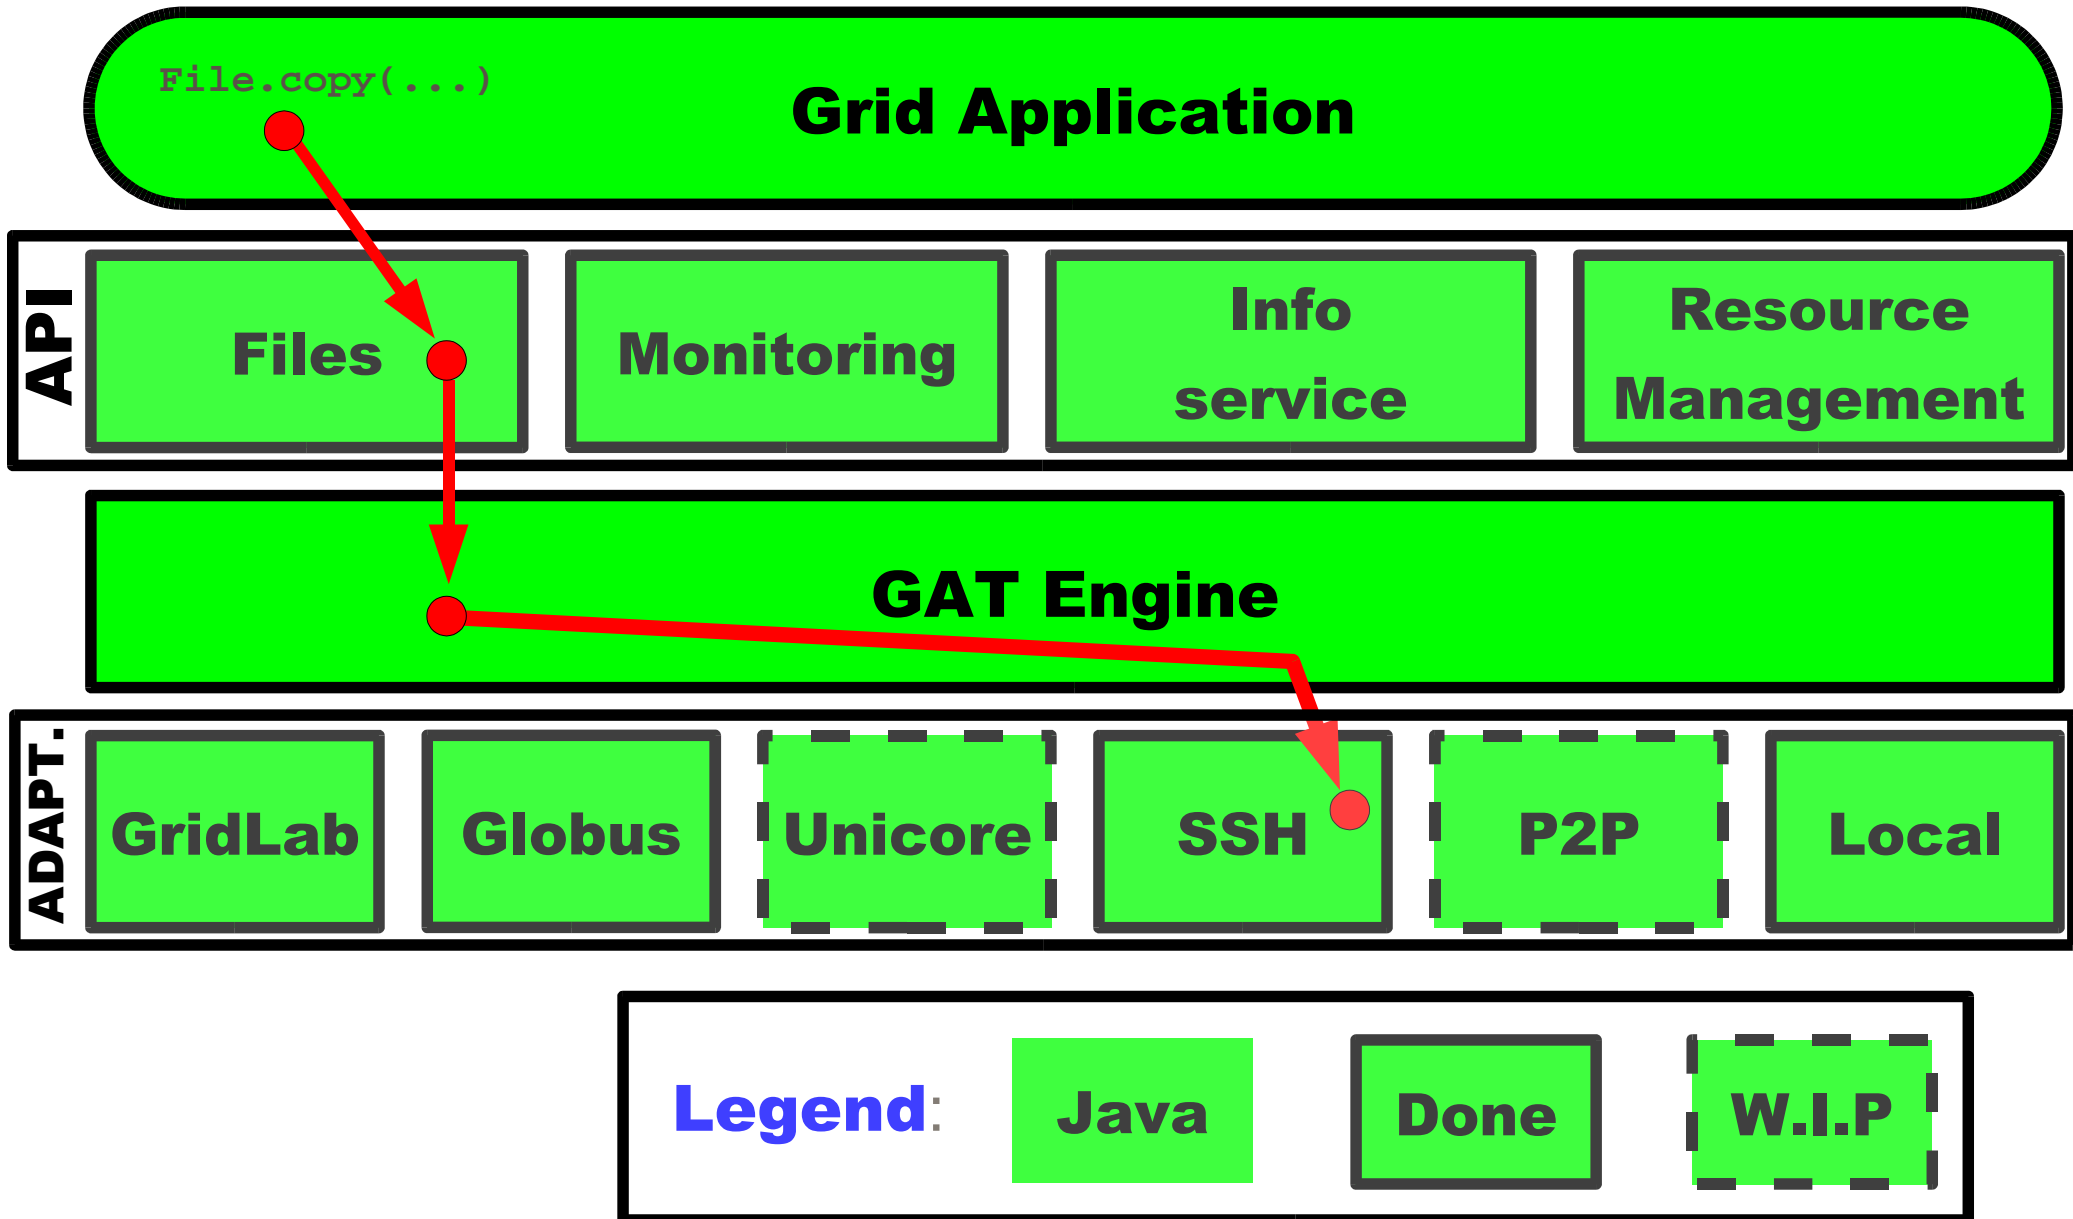 File.copy(...)
Grid Application
API
Files
Monitoring
Info
service
Resource
Management
GAT Engine
ADAPT.
GridLab
Globus
Unicore
SSH
P2P
Local
Legend:
Java
Done
W.I.P